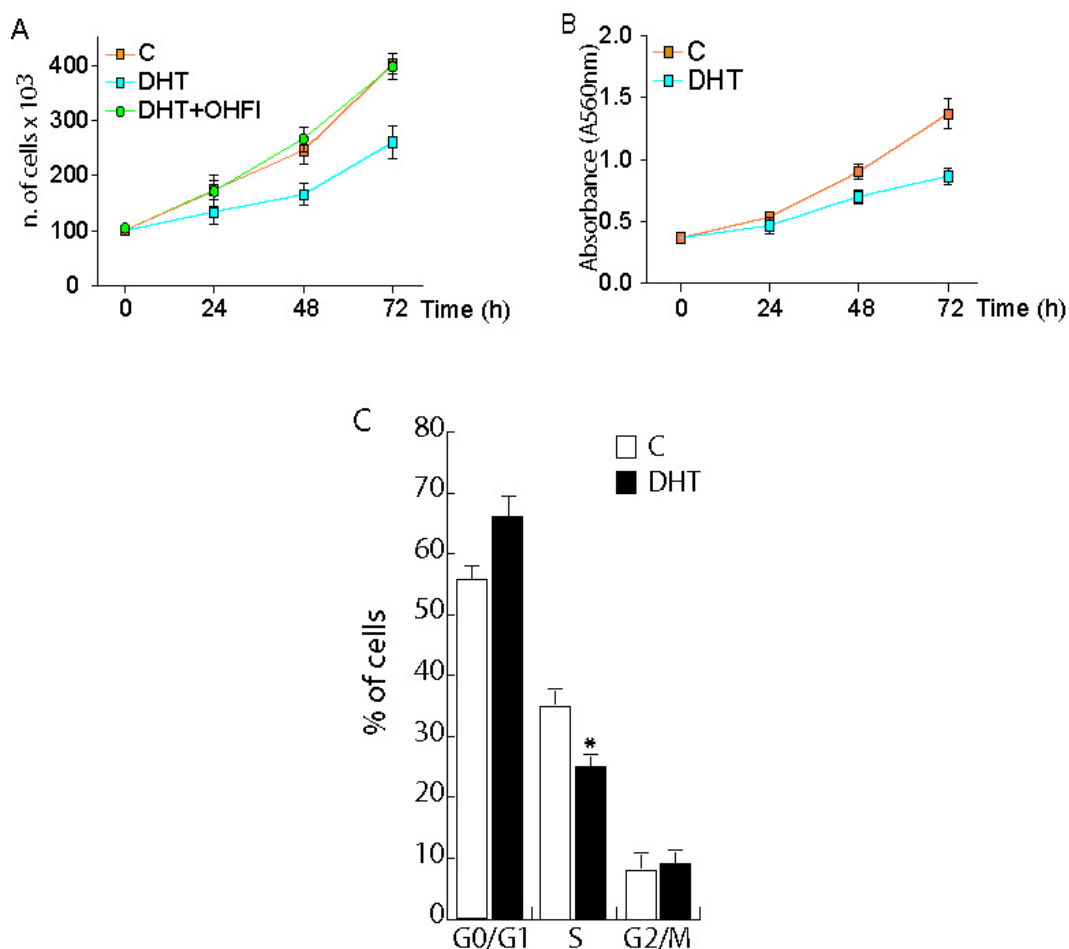 A
C
DHT
DHT+OHFl
n. of cells x 10³
400
300
200
100
0
0 24 48 72 Time (h)
B
C
DHT
Absorbance (A560nm)
2.0
1.5
1.0
0.5
0.0
0 24 48 72 Time (h)
C
C
DHT
% of cells
80
70
60
50
40
30
20
10
0
*
G0/G1 S G2/M